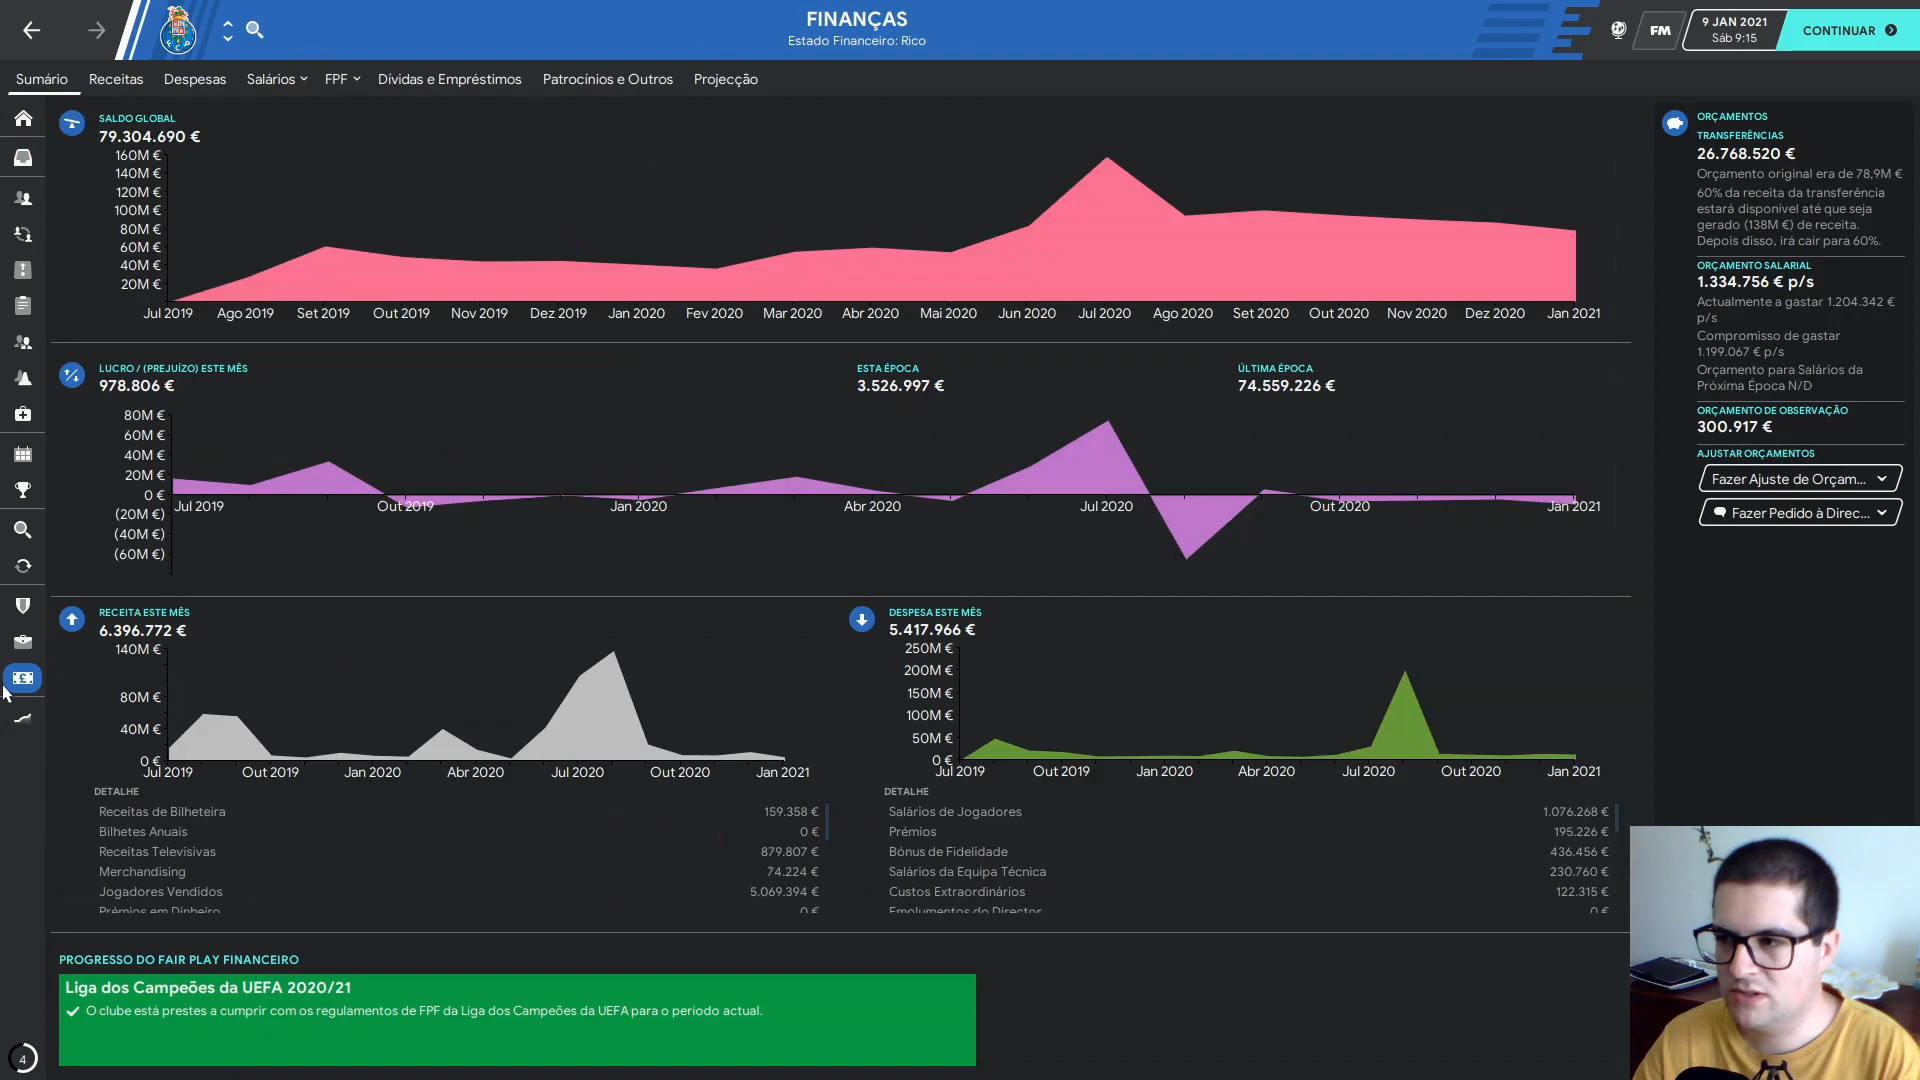 FINANÇAS
Estado Financeiro: Rico
FM
9 JAN 2021
Sáb 9:15
CONTINUAR
Sumário
Receitas
Despesas
Salários
FPF
Dívidas e Empréstimos
Patrocínios e Outros
Projecção
SALDO GLOBAL
79.304.690 €
160M €
140M €
120M €
100M €
80M €
60M €
40M €
20M €
Jul 2019
Ago 2019
Set 2019
Out 2019
Nov 2019
Dez 2019
Jan 2020
Fev 2020
Mar 2020
Abr 2020
Mai 2020
Jun 2020
Jul 2020
Ago 2020
Set 2020
Out 2020
Nov 2020
Dez 2020
Jan 2021
LUCRO / (PREJUÍZO) ESTE MÊS
978.806 €
ESTA ÉPOCA
3.526.997 €
ÚLTIMA ÉPOCA
74.559.226 €
80M €
60M €
40M €
20M €
0 €
(20M €)
(40M €)
(60M €)
Jul 2019
Out 2019
Jan 2020
Abr 2020
Jul 2020
Out 2020
Jan 2021
RECEITA ESTE MÊS
6.396.772 €
140M €
80M €
40M €
0 €
Jul 2019
Out 2019
Jan 2020
Abr 2020
Jul 2020
Out 2020
Jan 2021
DETALHE
Receitas de Bilheteira 159.358 €
Bilhetes Anuais 0 €
Receitas Televisivas 879.807 €
Merchandising 74.224 €
Jogadores Vendidos 5.069.394 €
Prémios em Dinheiro 0 €
DESPESA ESTE MÊS
5.417.966 €
250M €
200M €
150M €
100M €
50M €
0 €
Jul 2019
Out 2019
Jan 2020
Abr 2020
Jul 2020
Out 2020
Jan 2021
DETALHE
Salários de Jogadores 1.076.268 €
Prémios 195.226 €
Bónus de Fidelidade 436.456 €
Salários da Equipa Técnica 230.760 €
Custos Extraordinários 122.315 €
Emolumentos do Director 0 €
PROGRESSO DO FAIR PLAY FINANCEIRO
Liga dos Campeões da UEFA 2020/21
O clube está prestes a cumprir com os regulamentos de FPF da Liga dos Campeões da UEFA para o período actual.
4
ORÇAMENTOS
TRANSFERÊNCIAS
26.768.520 €
Orçamento original era de 78,9M €
60% da receita da transferência
estará disponível até que seja
gerado (138M €) de receita.
Depois disso, irá cair para 60%.
ORÇAMENTO SALARIAL
1.334.756 € p/s
Actualmente a gastar 1.204.342 €
p/s
Compromisso de gastar
1.199.067 € p/s
Orçamento para Salários da
Próxima Época N/D
ORÇAMENTO DE OBSERVAÇÃO
300.917 €
AJUSTAR ORÇAMENTOS
Fazer Ajuste de Orçam...
Fazer Pedido à Direc...